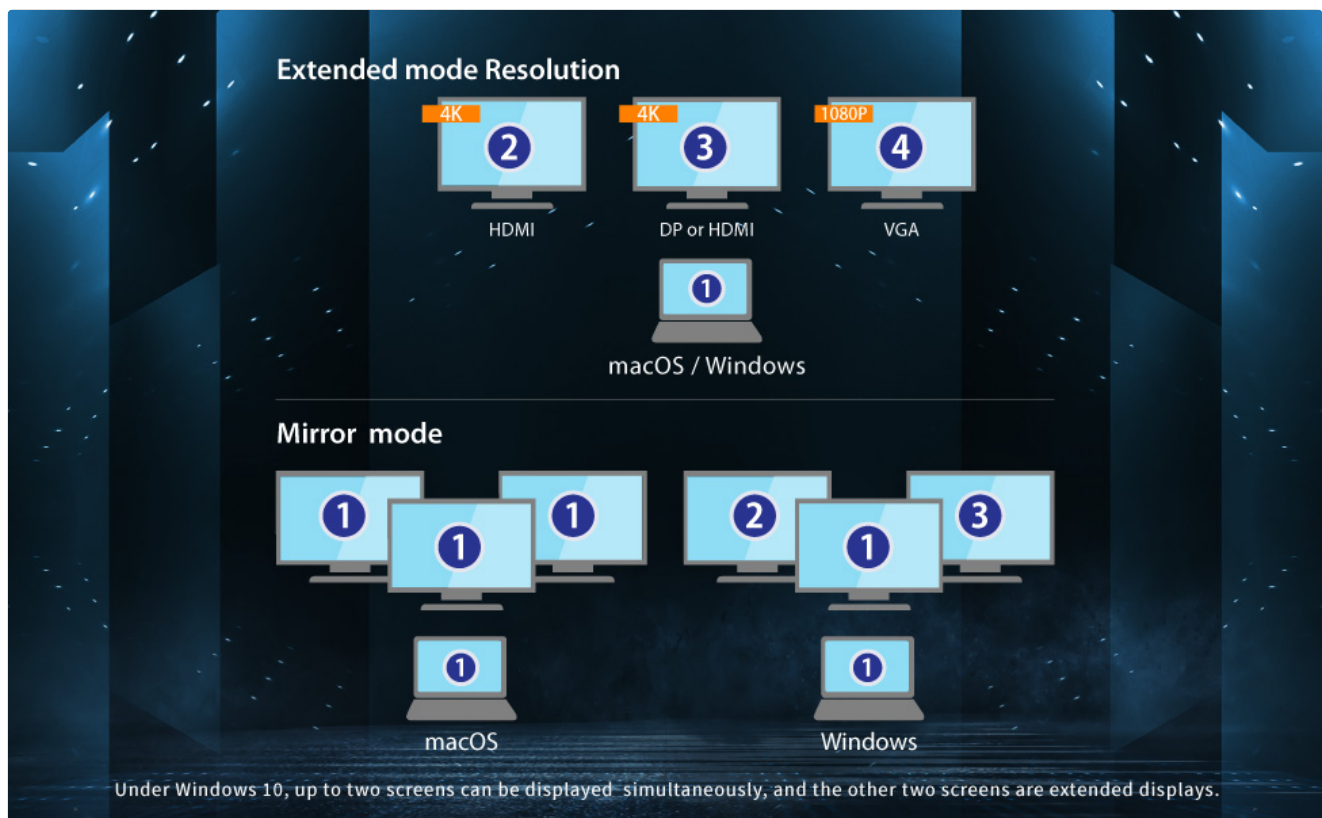 Extended mode Resolution
4K
2
HDMI
4K
3
DP or HDMI
1080P
4
VGA
1
macOS / Windows
Mirror mode
1
1
1
1
macOS
2
1
3
1
Windows
Under Windows 10, up to two screens can be displayed simultaneously, and the other two screens are extended displays.